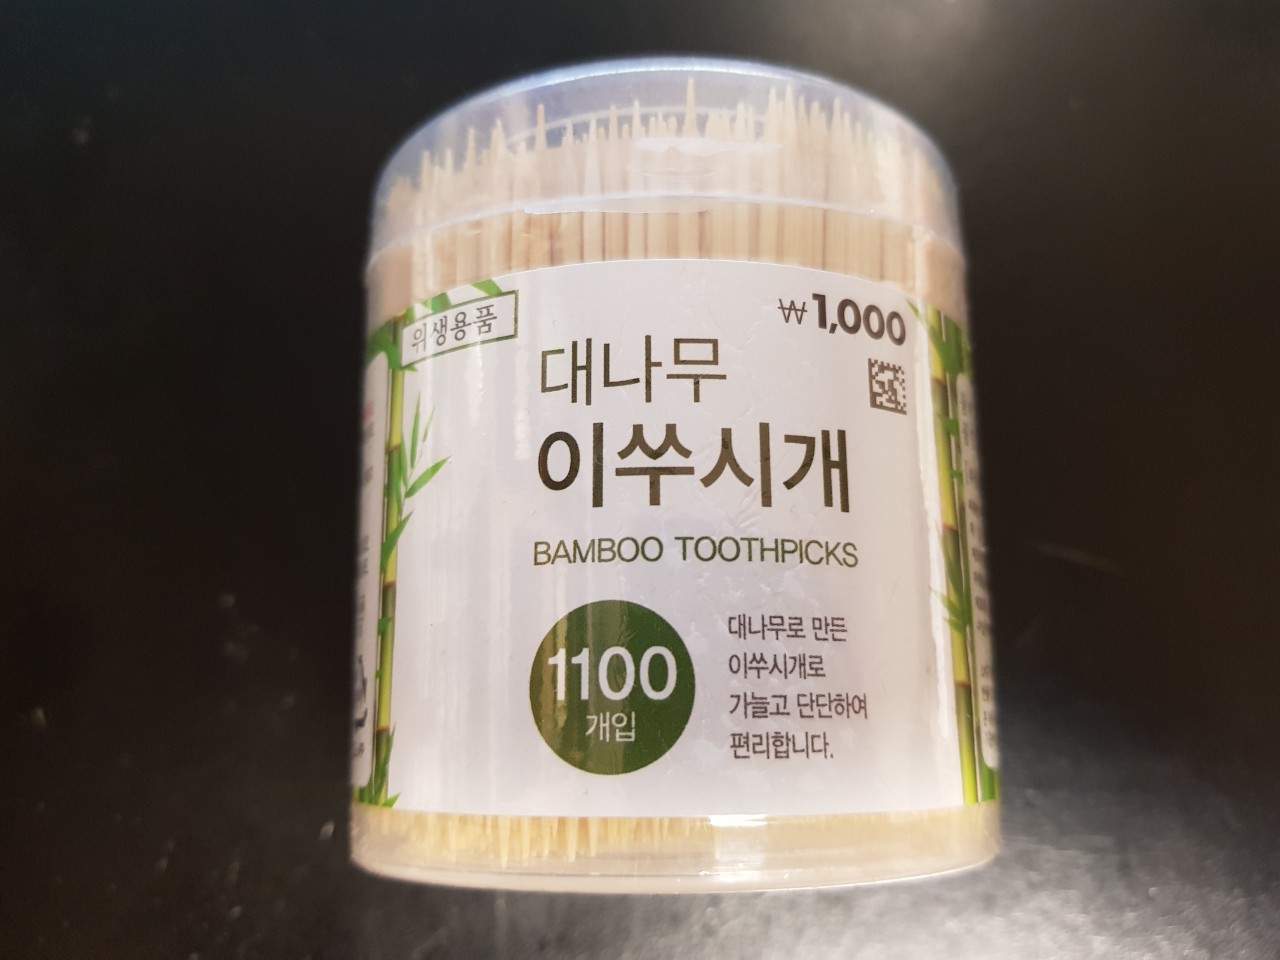 위생용품
₩1,000
대나무
이쑤시개
BAMBOO TOOTHPICKS
1100
개입
대나무로 만든
이쑤시개로
가늘고 단단하여
편리합니다.